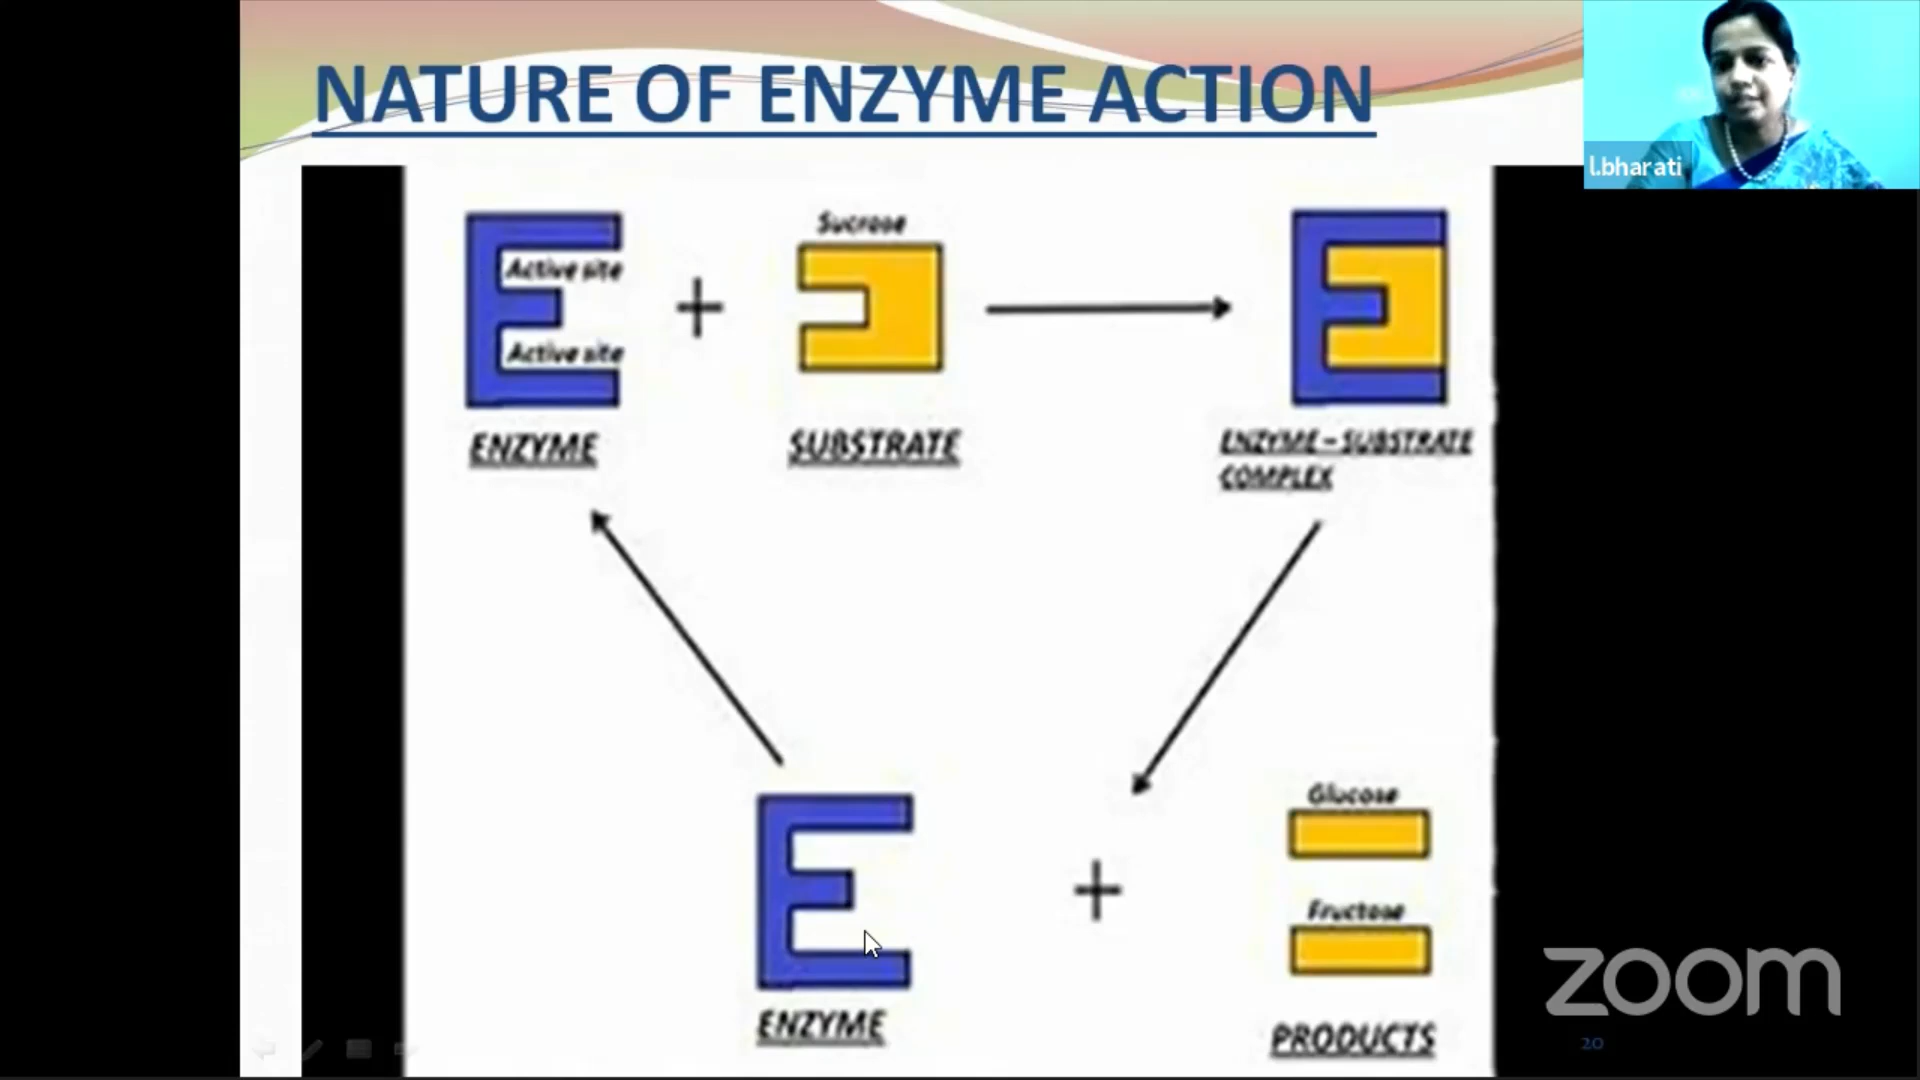 NATURE OF ENZYME ACTION
l.bharati
Sucrose
Active site
Active site
ENZYME
SUBSTRATE
ENZYME – SUBSTRATE
COMPLEX
Glucose
Fructose
ENZYME
PRODUCTS
zoom
20